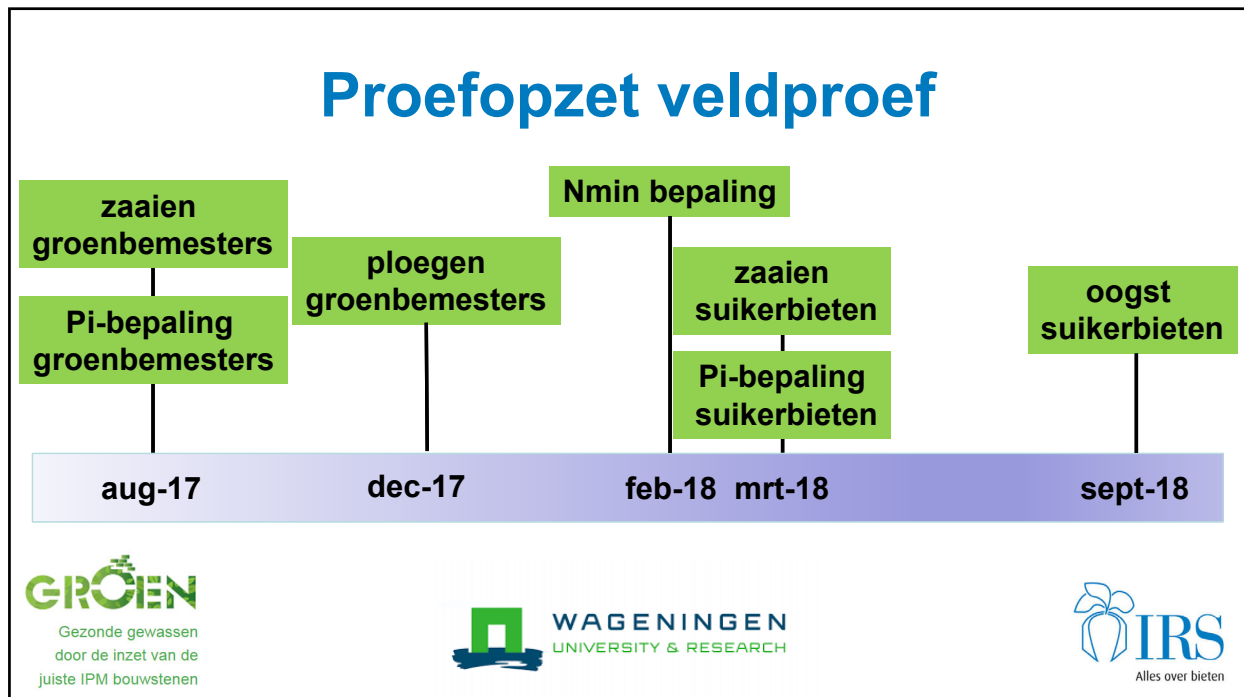 Proefopzet veldproef
zaaien
groenbemesters
Pi-bepaling
groenbemesters
ploegen
groenbemesters
Nmin bepaling
zaaien
suikerbieten
Pi-bepaling
suikerbieten
oogst
suikerbieten
aug-17
dec-17
feb-18
mrt-18
sept-18
GROEN
Gezonde gewassen
door de inzet van de
juiste IPM bouwstenen
WAGENINGEN
UNIVERSITY & RESEARCH
IRS
Alles over bieten